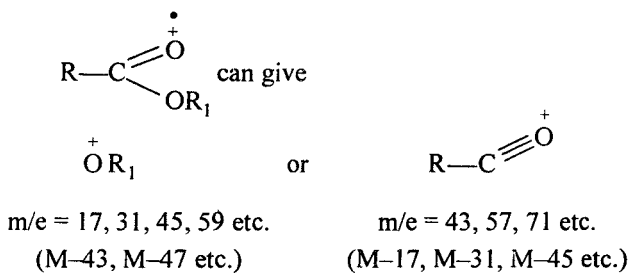 •
+
O
R—C
can give
OR₁
+
O R₁
or
+
R—C≡O
m/e = 17, 31, 45, 59 etc.
m/e = 43, 57, 71 etc.
(M–43, M–47 etc.)
(M–17, M–31, M–45 etc.)